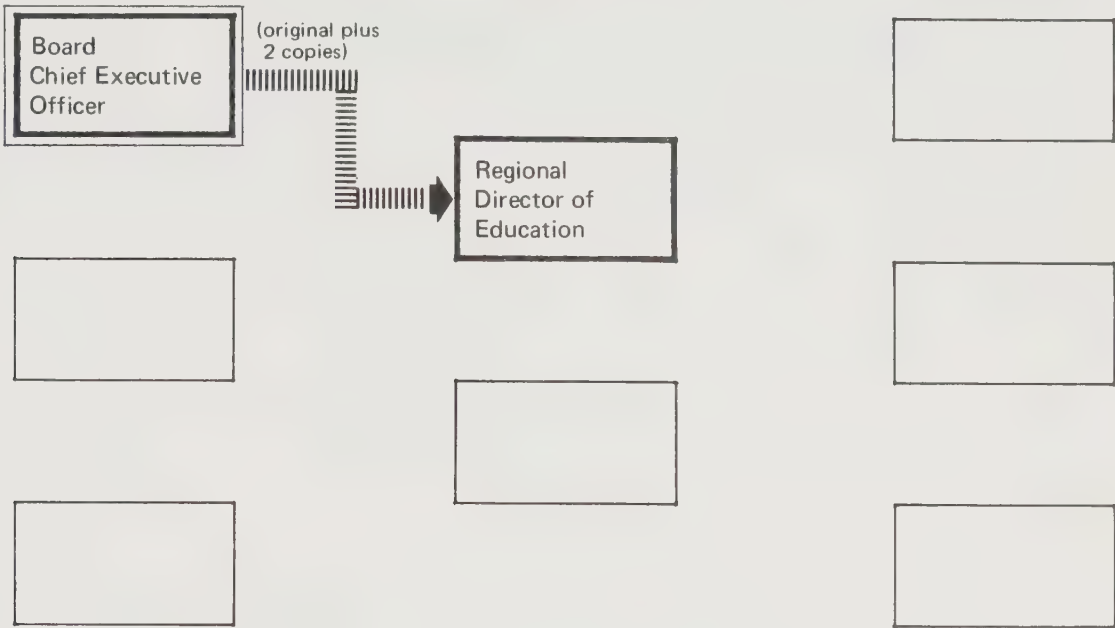 Board
Chief Executive
Officer
(original plus
2 copies)
Regional
Director of
Education